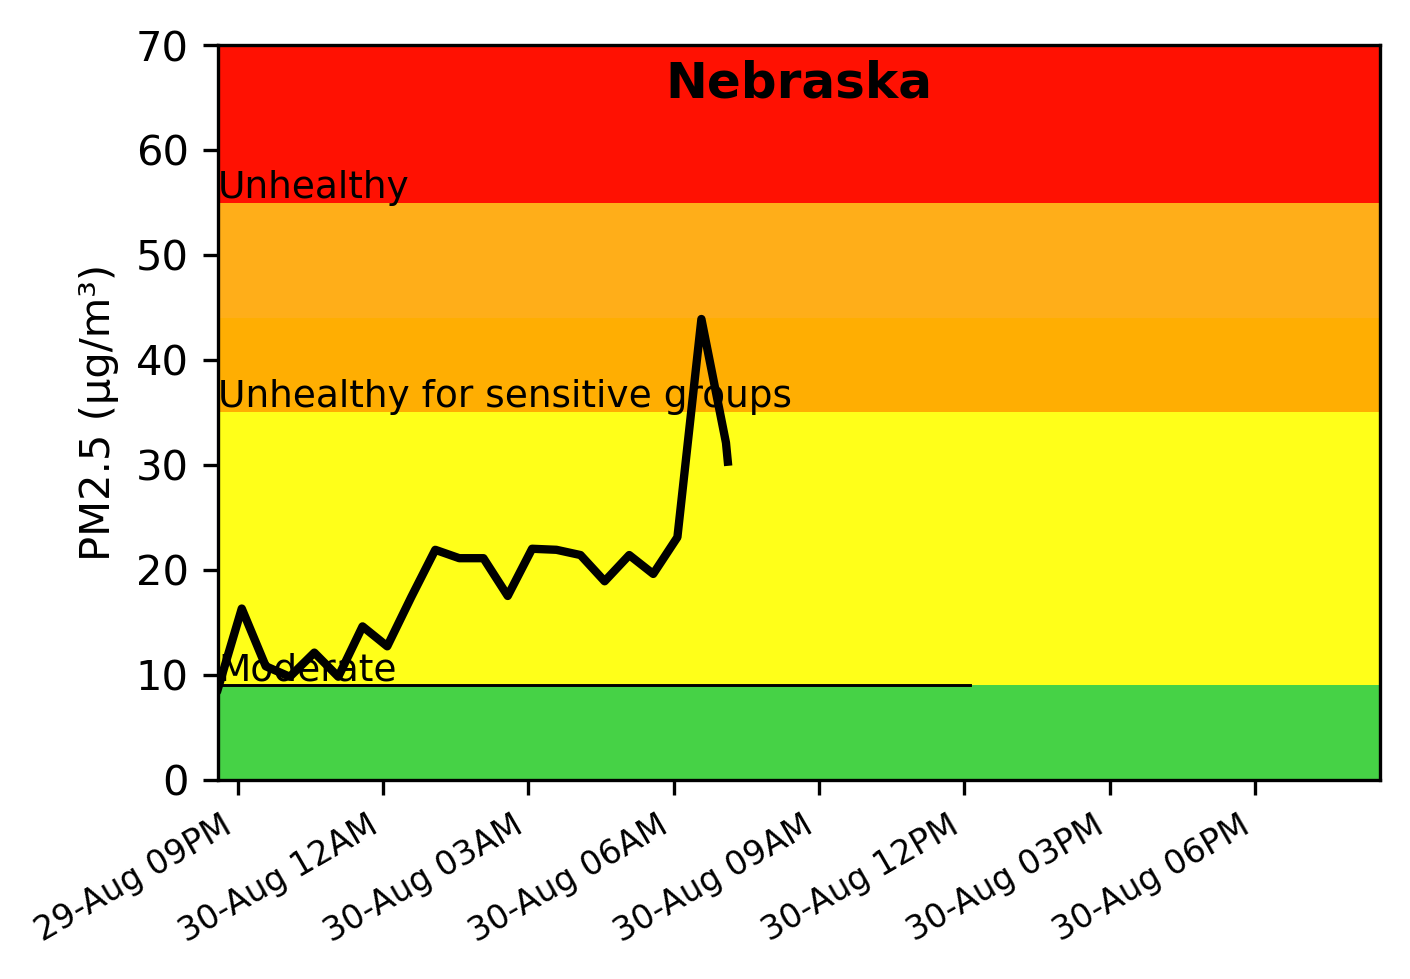 Nebraska
70
60
50
40
30
20
10
0
PM2.5 (µg/m³)
Unhealthy
Unhealthy for sensitive groups
Moderate
29-Aug 09PM
30-Aug 12AM
30-Aug 03AM
30-Aug 06AM
30-Aug 09AM
30-Aug 12PM
30-Aug 03PM
30-Aug 06PM